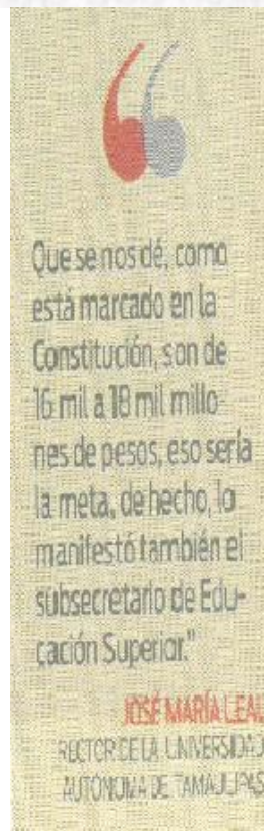 Que se nos dé, como
está marcado en la
Constitución, son de
16 mil a 18 mil millo-
nes de pesos, eso sería
la meta, de hecho, lo
manifestó también el
subsecretario de Edu-
cación Superior."
JOSÉ MARÍA LEAL
RECTOR DE LA UNIVERSIDAD
AUTÓNOMA DE TAMAULIPAS